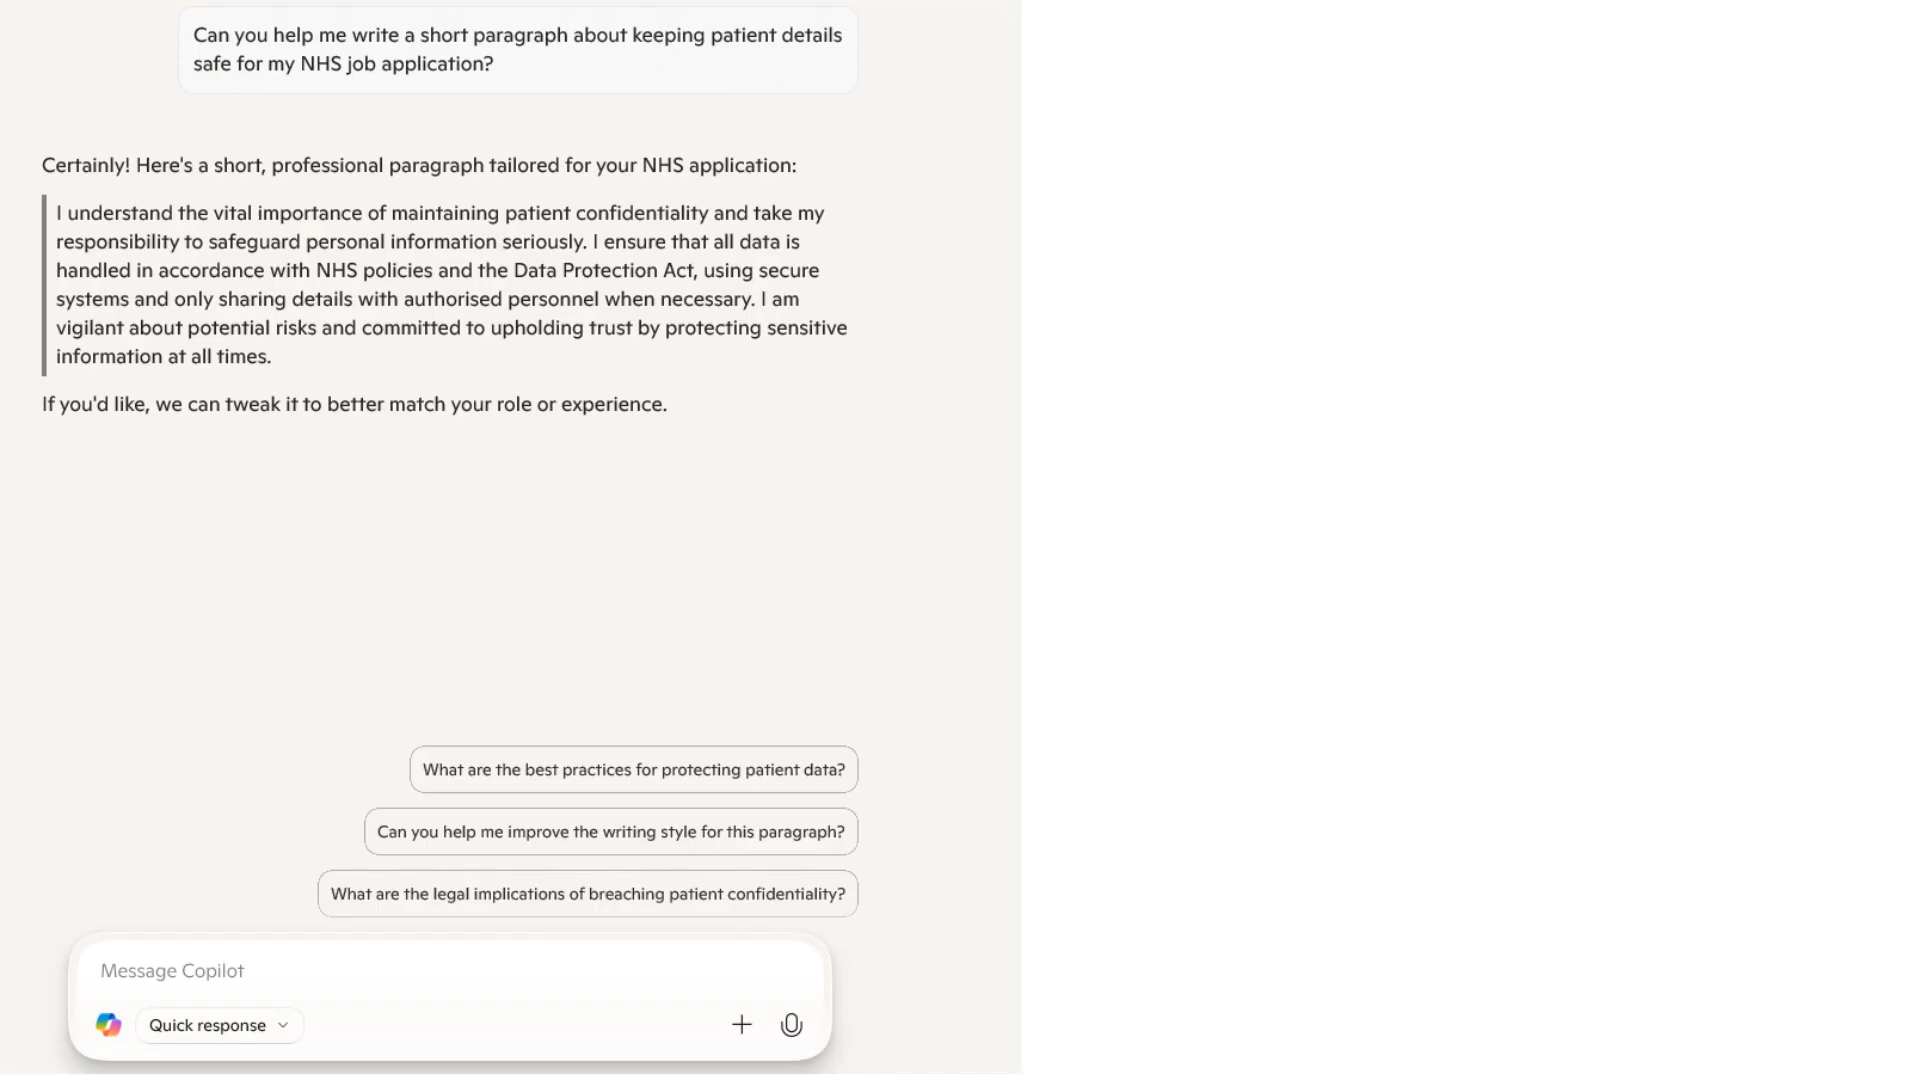 Can you help me write a short paragraph about keeping patient details
safe for my NHS job application?
Certainly! Here's a short, professional paragraph tailored for your NHS application:
I understand the vital importance of maintaining patient confidentiality and take my
responsibility to safeguard personal information seriously. I ensure that all data is
handled in accordance with NHS policies and the Data Protection Act, using secure
systems and only sharing details with authorised personnel when necessary. I am
vigilant about potential risks and committed to upholding trust by protecting sensitive
information at all times.
If you'd like, we can tweak it to better match your role or experience.
What are the best practices for protecting patient data?
Can you help me improve the writing style for this paragraph?
What are the legal implications of breaching patient confidentiality?
Message Copilot
Quick response